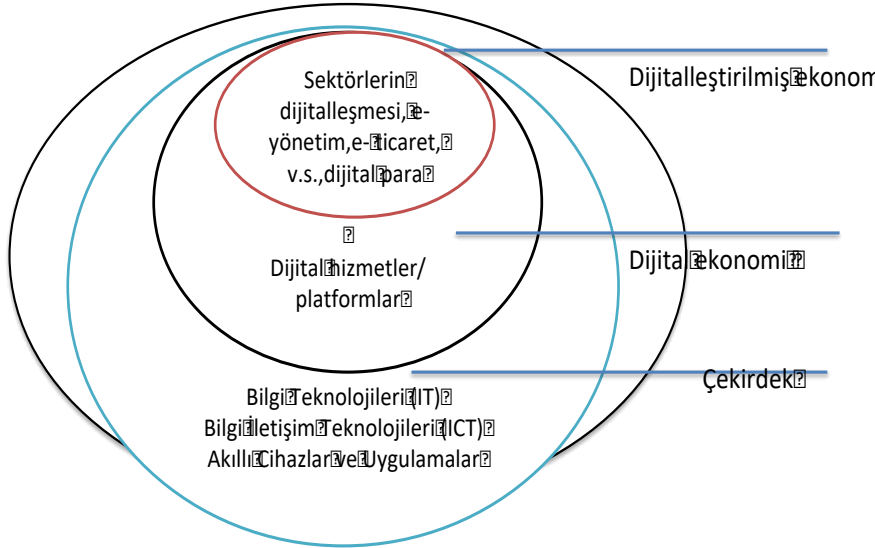 Sektörlerin
dijitalleşmesi, e-
yönetim,e- ticaret,
v.s.,dijital para
Dijitalleştirilmiş ekonom
Dijital hizmetler/
platformlar
Dijital ekonomi
Çekirdek
Bilgi Teknolojileri (IT)
Bilgi İletişim Teknolojileri (ICT)
Akıllı Cihazlar ve Uygulamalar